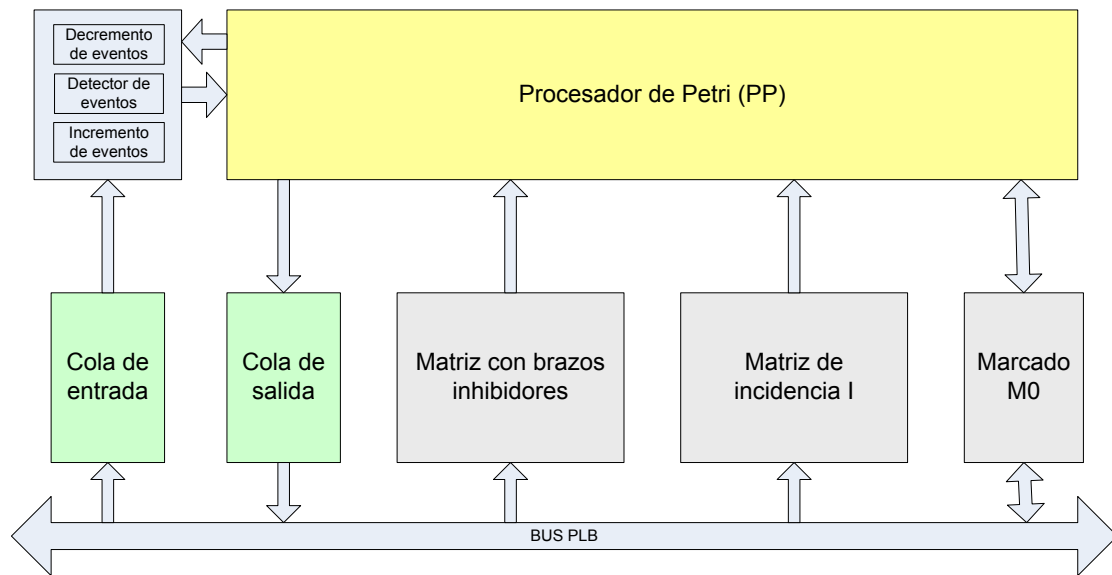 Decremento
de eventos
Detector de
eventos
Incremento
de eventos
Procesador de Petri (PP)
Cola de
entrada
Cola de
salida
Matriz con brazos
inhibidores
Matriz de
incidencia I
Marcado
M0
BUS PLB